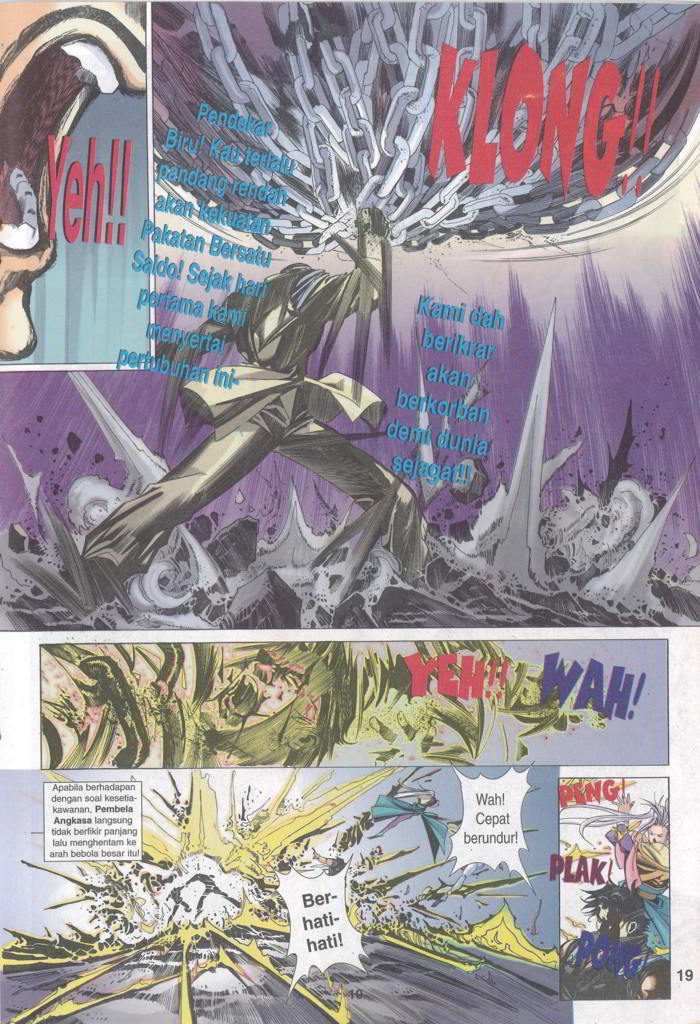 Yeh!!
KLONG!!
Pendekar
Biru! Kau terlalu
pandang rendah
akan kekuatan
Pakatan Bersatu
Saldo! Sejak hari
pertama kami
menyertai
pertubuhan ini-
Kami dah
berikrar
akan
berkorban
demi dunia
sejagat!!
YEH!!
WAH!
Apabila berhadapan
dengan soal kesetia-
kawanan, Pembela
Angkasa langsung
tidak berfikir panjang
lalu menghentam ke
arah bebola besar itu!
Ber-
hati-
hati!
Wah!
Cepat
berundur!
PENG
PLAK
PONG
19
19